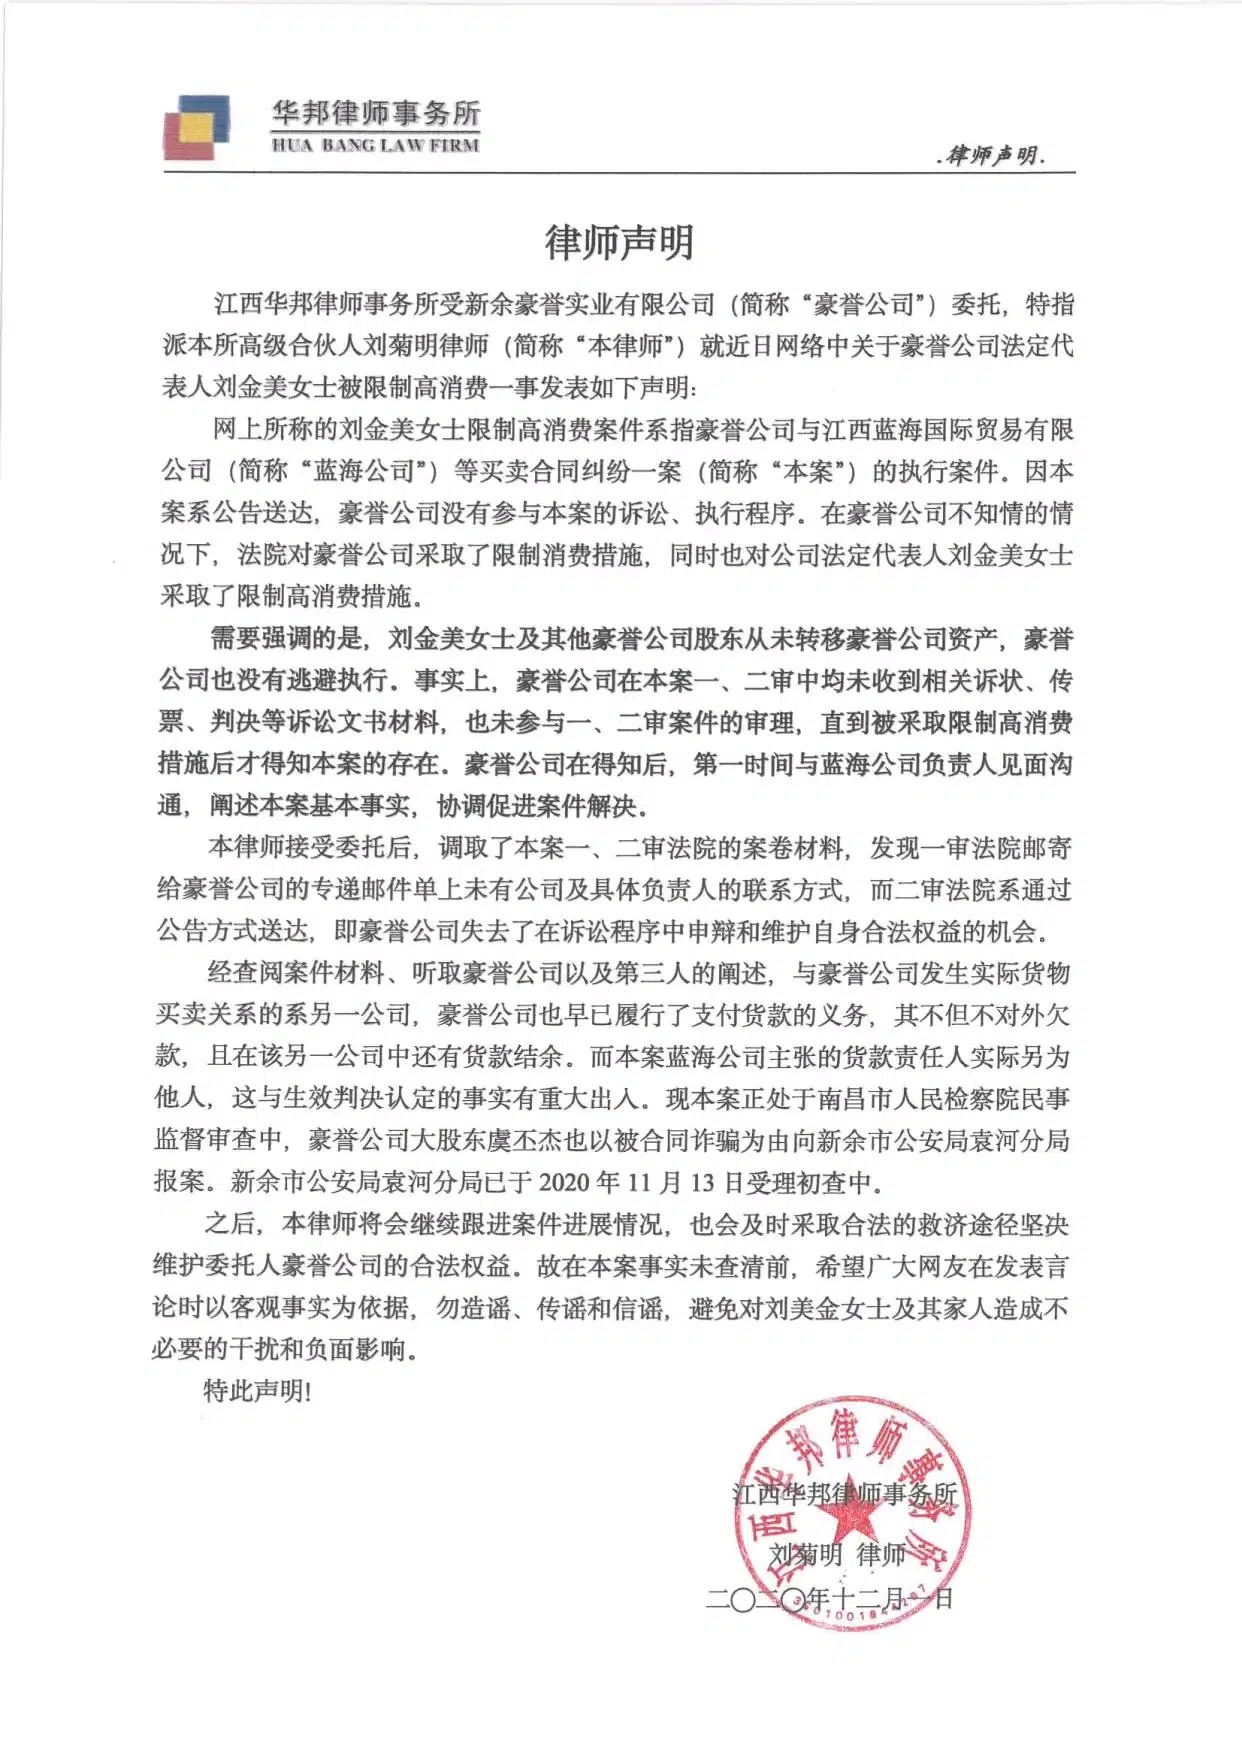 华邦律师事务所
HUA BANG LAW FIRM
.律师声明.
律师声明
江西华邦律师事务所受新余豪誉实业有限公司（简称“豪誉公司”）委托，特指
派本所高级合伙人刘菊明律师（简称“本律师”）就近日网络中关于豪誉公司法定代
表人刘金美女士被限制高消费一事发表如下声明：
网上所称的刘金美女士限制高消费案件系指豪誉公司与江西蓝海国际贸易有限
公司（简称“蓝海公司”）等买卖合同纠纷一案（简称“本案”）的执行案件。因本
案系公告送达，豪誉公司没有参与本案的诉讼、执行程序。在豪誉公司不知情的情
况下，法院对豪誉公司采取了限制消费措施，同时也对公司法定代表人刘金美女士
采取了限制高消费措施。
需要强调的是，刘金美女士及其他豪誉公司股东从未转移豪誉公司资产，豪誉
公司也没有逃避执行。事实上，豪誉公司在本案一、二审中均未收到相关诉状、传
票、判决等诉讼文书材料，也未参与一、二审案件的审理，直到被采取限制高消费
措施后才得知本案的存在。豪誉公司在得知后，第一时间与蓝海公司负责人见面沟
通，阐述本案基本事实，协调促进案件解决。
本律师接受委托后，调取了本案一、二审法院的案卷材料，发现一审法院邮寄
给豪誉公司的专递邮件单上未有公司及具体负责人的联系方式，而二审法院系通过
公告方式送达，即豪誉公司失去了在诉讼程序中申辩和维护自身合法权益的机会。
经查阅案件材料、听取豪誉公司以及第三人的阐述，与豪誉公司发生实际货物
买卖关系的系另一公司，豪誉公司也早已履行了支付货款的义务，其不但不对外欠
款，且在该另一公司中还有货款结余。而本案蓝海公司主张的货款责任人实际另为
他人，这与生效判决认定的事实有重大出入。现本案正处于南昌市人民检察院民事
监督审查中，豪誉公司大股东虞丕杰也以被合同诈骗为由向新余市公安局袁河分局
报案。新余市公安局袁河分局已于 2020 年 11 月 13 日受理初查中。
之后，本律师将会继续跟进案件进展情况，也会及时采取合法的救济途径坚决
维护委托人豪誉公司的合法权益。故在本案事实未查清前，希望广大网友在发表言
论时以客观事实为依据，勿造谣、传谣和信谣，避免对刘美金女士及其家人造成不
必要的干扰和负面影响。
特此声明!
江西华邦律师事务所
江西华邦律师事务所
刘菊明 律师
二〇二〇年十二月一日